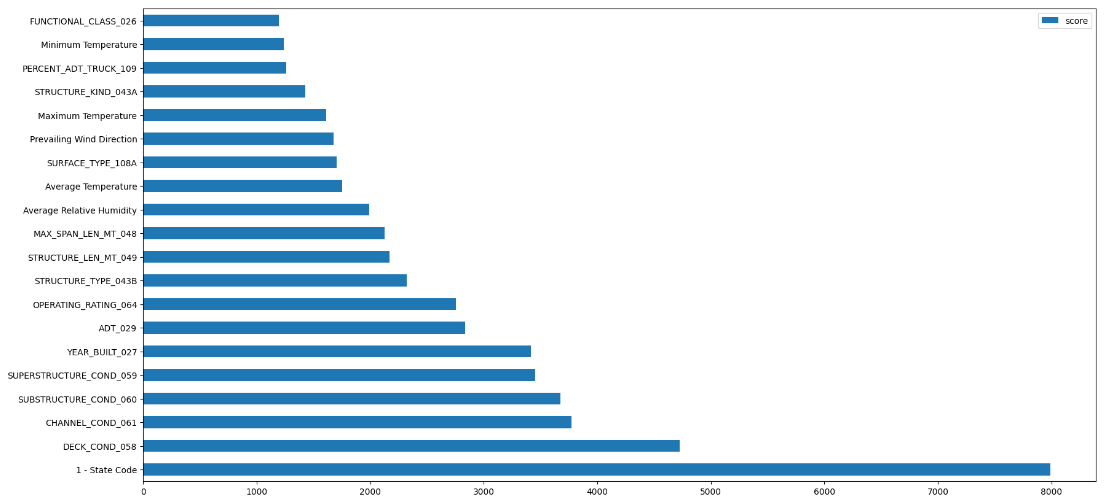 score
FUNCTIONAL_CLASS_026
Minimum Temperature
PERCENT_ADT_TRUCK_109
STRUCTURE_KIND_043A
Maximum Temperature
Prevailing Wind Direction
SURFACE_TYPE_108A
Average Temperature
Average Relative Humidity
MAX_SPAN_LEN_MT_048
STRUCTURE_LEN_MT_049
STRUCTURE_TYPE_043B
OPERATING_RATING_064
ADT_029
YEAR_BUILT_027
SUPERSTRUCTURE_COND_059
SUBSTRUCTURE_COND_060
CHANNEL_COND_061
DECK_COND_058
1 - State Code
0 1000 2000 3000 4000 5000 6000 7000 8000